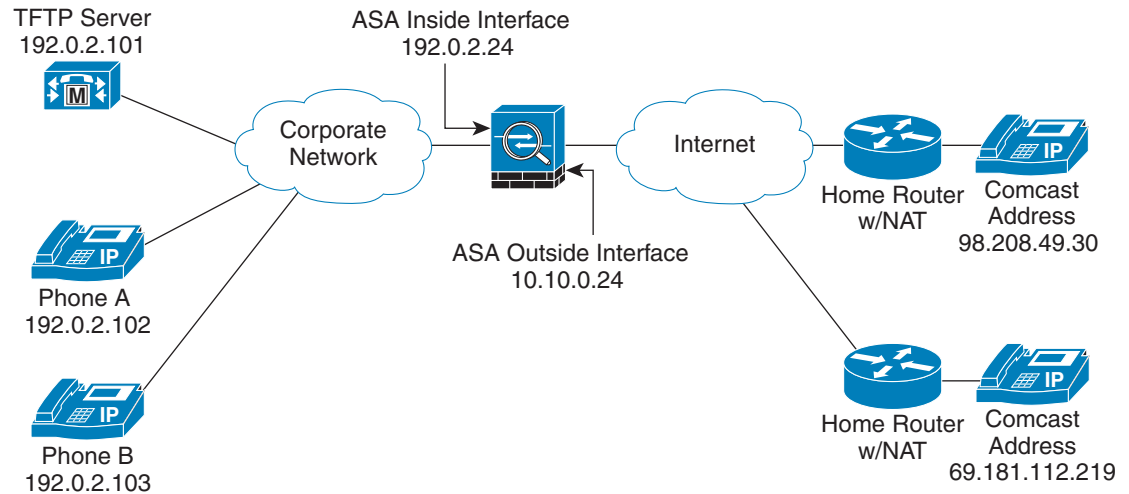 TFTP Server
192.0.2.101
M
ASA Inside Interface
192.0.2.24
Corporate
Network
Internet
IP
Home Router
w/NAT
Comcast
Address
98.208.49.30
ASA Outside Interface
10.10.0.24
IP
Phone A
192.0.2.102
IP
Phone B
192.0.2.103
IP
Home Router
w/NAT
Comcast
Address
69.181.112.219